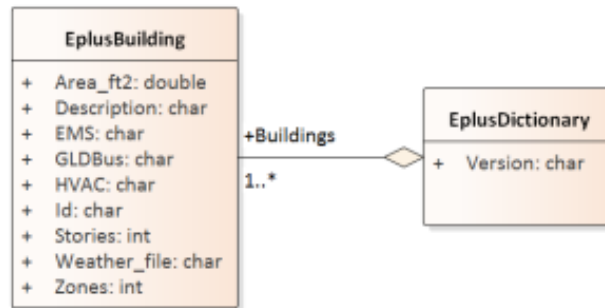 EplusBuilding
+ Area_ft2: double
+ Description: char
+ EMS: char
+ GLDBus: char
+ HVAC: char
+ Id: char
+ Stories: int
+ Weather_file: char
+ Zones: int
+Buildings
1..*
EplusDictionary
+ Version: char